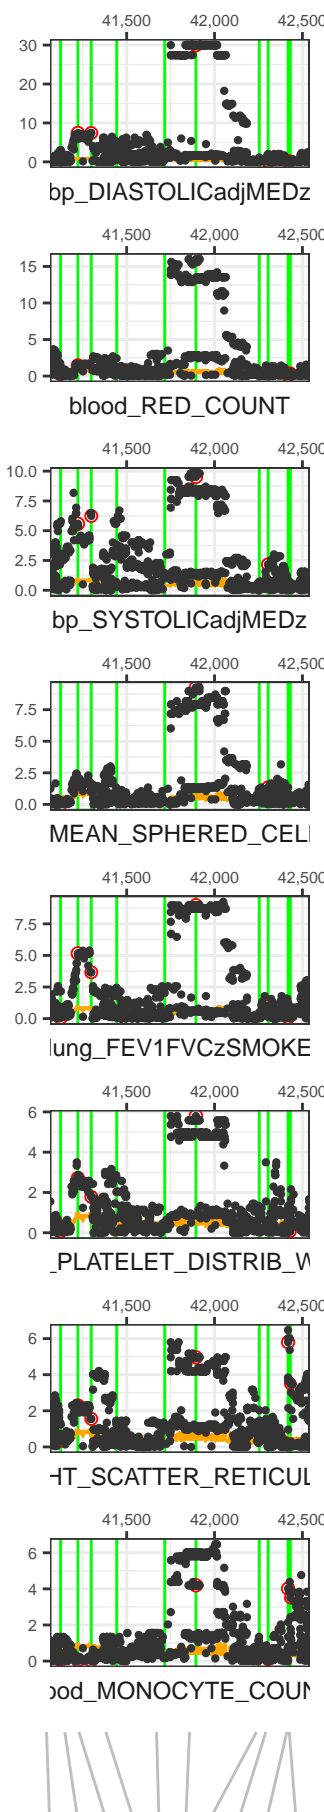 41,500 42,000 42,500
30
20
10
0
bp_DIASTOLICadjMEDz
41,500 42,000 42,500
15
10
5
0
blood_RED_COUNT
41,500 42,000 42,500
10.0
7.5
5.0
2.5
0.0
bp_SYSTOLICadjMEDz
41,500 42,000 42,500
7.5
5.0
2.5
0.0
MEAN_SPHERED_CELL
41,500 42,000 42,500
7.5
5.0
2.5
0.0
lung_FEV1FVCzSMOKE
41,500 42,000 42,500
6
4
2
0
_PLATELET_DISTRIB_W
41,500 42,000 42,500
6
4
2
0
HT_SCATTER_RETICUL
41,500 42,000 42,500
6
4
2
0
ood_MONOCYTE_COUN